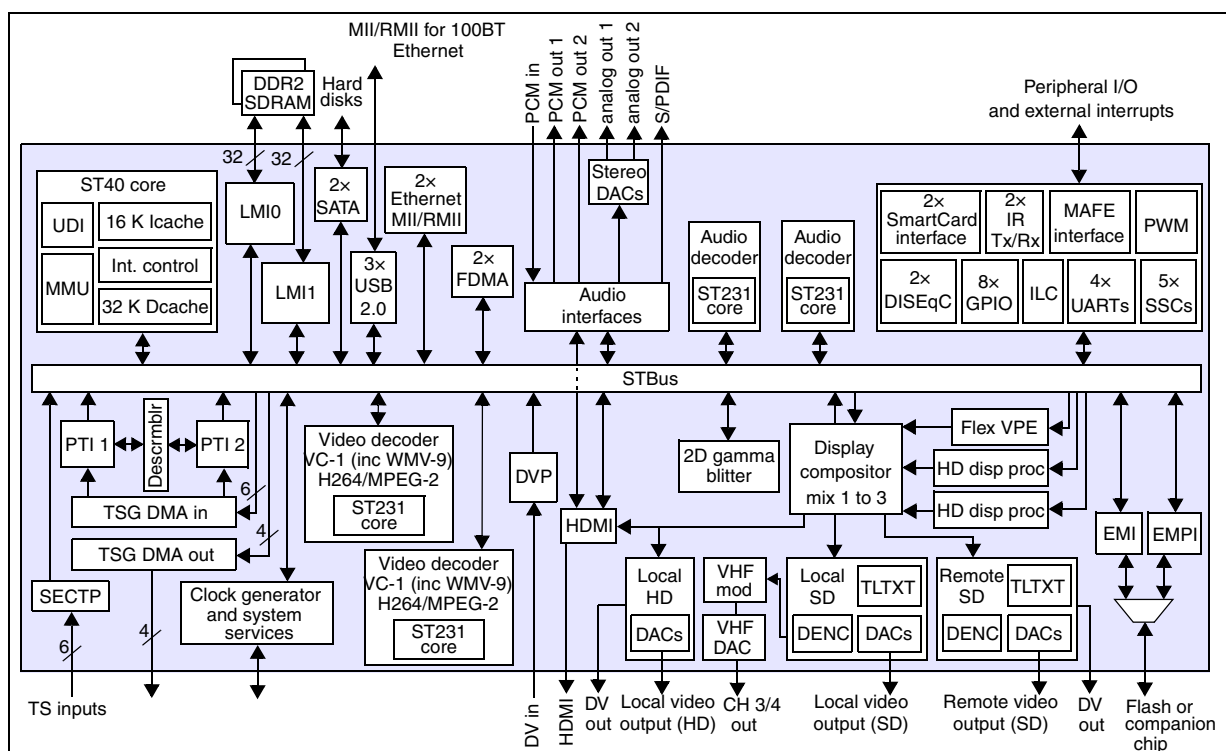 MII/RMII for 100BT
Ethernet
DDR2
SDRAM
Hard
disks
PCM in
PCM out 1
PCM out 2
analog out 1
analog out 2
S/PDIF
Peripheral I/O
and external interrupts
32
32
ST40 core
UDI
16 K Icache
MMU
Int. control
32 K Dcache
LMI0
LMI1
2×
SATA
3×
USB
2.0
2×
Ethernet
MII/RMII
2×
FDMA
Stereo
DACs
Audio
interfaces
Audio
decoder
ST231
core
Audio
decoder
ST231
core
2×
SmartCard
interface
2×
IR
Tx/Rx
MAFE
interface
PWM
2×
DISEqC
8×
GPIO
ILC
4×
UARTs
5×
SSCs
STBus
PTI 1
Descrmblr
PTI 2
TSG DMA in
6
TSG DMA out
4
SECTP
6
4
Clock generator
and system
services
Video decoder
VC-1 (inc WMV-9)
H264/MPEG-2
ST231
core
Video decoder
VC-1 (inc WMV-9)
H264/MPEG-2
ST231
core
DVP
HDMI
2D gamma
blitter
Display
compositor
mix 1 to 3
Flex VPE
HD disp proc
HD disp proc
EMI
EMPI
Local
HD
DACs
VHF
mod
VHF
DAC
Local
SD
TLTXT
DENC
DACs
Remote
SD
TLTXT
DENC
DACs
TS inputs
DV in
HDMI
DV
out
Local video
output (HD)
CH 3/4
out
Local video
output (SD)
Remote video
output (SD)
DV
out
Flash or
companion
chip